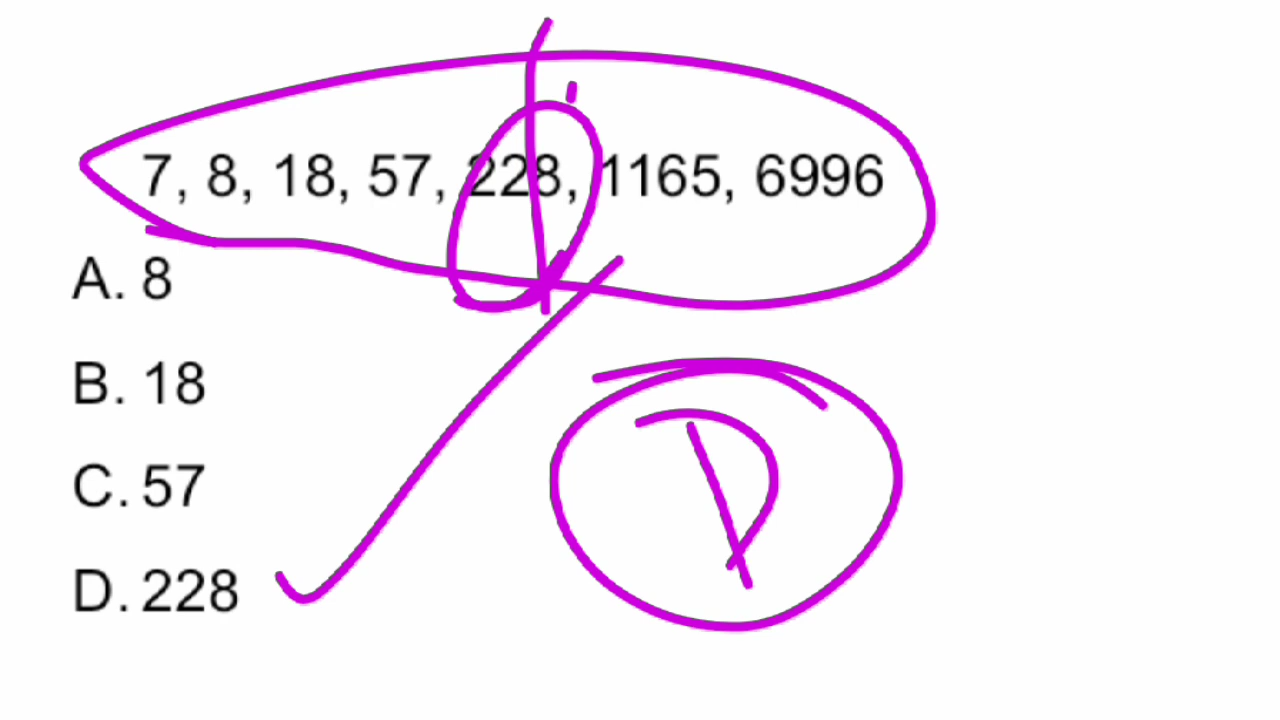 7, 8, 18, 57, 228, 1165, 6996
A. 8
B. 18
C. 57
D. 228
D